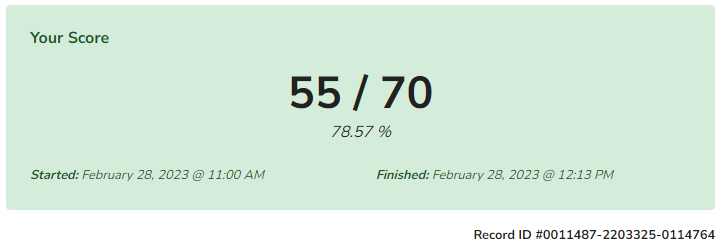 Your Score
55 / 70
78.57 %
Started: February 28, 2023 @ 11:00 AM Finished: February 28, 2023 @ 12:13 PM
Record ID #0011487-2203325-0114764